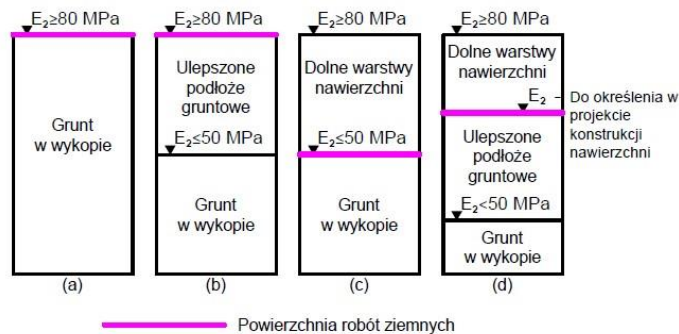 E₂≥80 MPa
Grunt
w wykopie
(a)
E₂≥80 MPa
Ulepszone
podłoże
gruntowe
E₂≤50 MPa
Grunt
w wykopie
(b)
E₂≥80 MPa
Dolne warstwy
nawierzchni
E₂≤50 MPa
Grunt
w wykopie
(c)
E₂≥80 MPa
Dolne warstwy
nawierzchni
E₂ – Do określenia w
projekcie
konstrukcji
nawierzchni
Ulepszone
podłoże
gruntowe
E₂<50 MPa
Grunt
w wykopie
(d)
Powierzchnia robót ziemnych